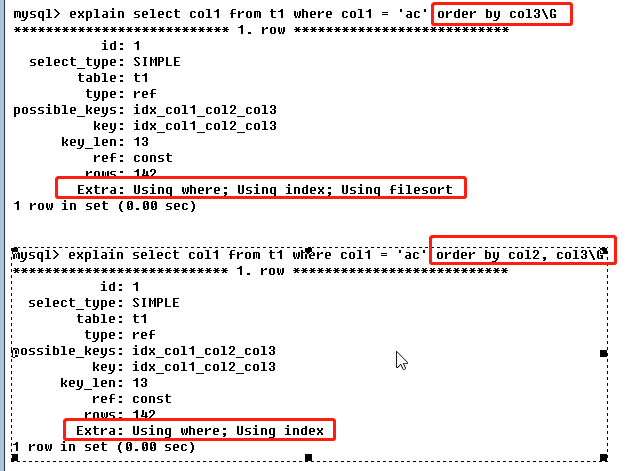 mysql> explain select col1 from t1 where col1 = 'ac' order by col3\G
*************************** 1. row ***************************
id: 1
select_type: SIMPLE
table: t1
type: ref
possible_keys: idx_col1_col2_col3
key: idx_col1_col2_col3
key_len: 13
ref: const
rows: 142
Extra: Using where; Using index; Using filesort
1 row in set (0.00 sec)
mysql> explain select col1 from t1 where col1 = 'ac' order by col2, col3\G
*************************** 1. row ***************************
id: 1
select_type: SIMPLE
table: t1
type: ref
possible_keys: idx_col1_col2_col3
key: idx_col1_col2_col3
key_len: 13
ref: const
rows: 142
Extra: Using where; Using index
1 row in set (0.00 sec)